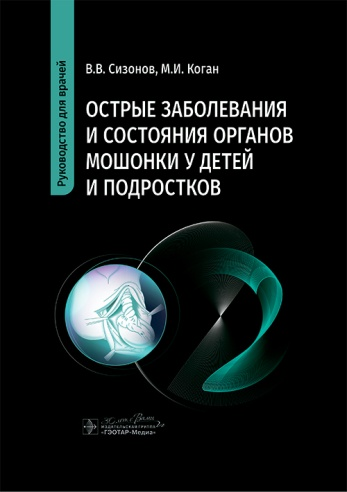 Руководство для врачей
В.В. Сизонов, М.И. Коган
ОСТРЫЕ ЗАБОЛЕВАНИЯ
И СОСТОЯНИЯ ОРГАНОВ
МОШОНКИ У ДЕТЕЙ
И ПОДРОСТКОВ
ИЗДАТЕЛЬСКАЯ ГРУППА
«ГЭОТАР-Медиа»